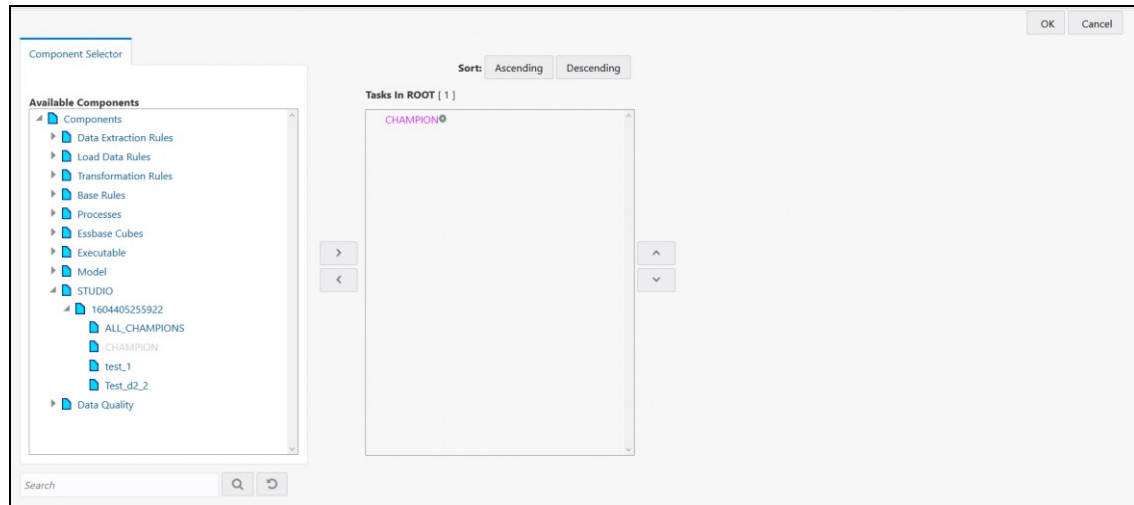 OK Cancel
Component Selector
Sort: Ascending Descending
Tasks In ROOT [ 1 ]
Available Components
Components
CHAMPION
Data Extraction Rules
Load Data Rules
Transformation Rules
Base Rules
Processes
Essbase Cubes
Executable
Model
STUDIO
1604405255922
ALL_CHAMPIONS
CHAMPION
test_1
Test_d2_2
Data Quality
Search